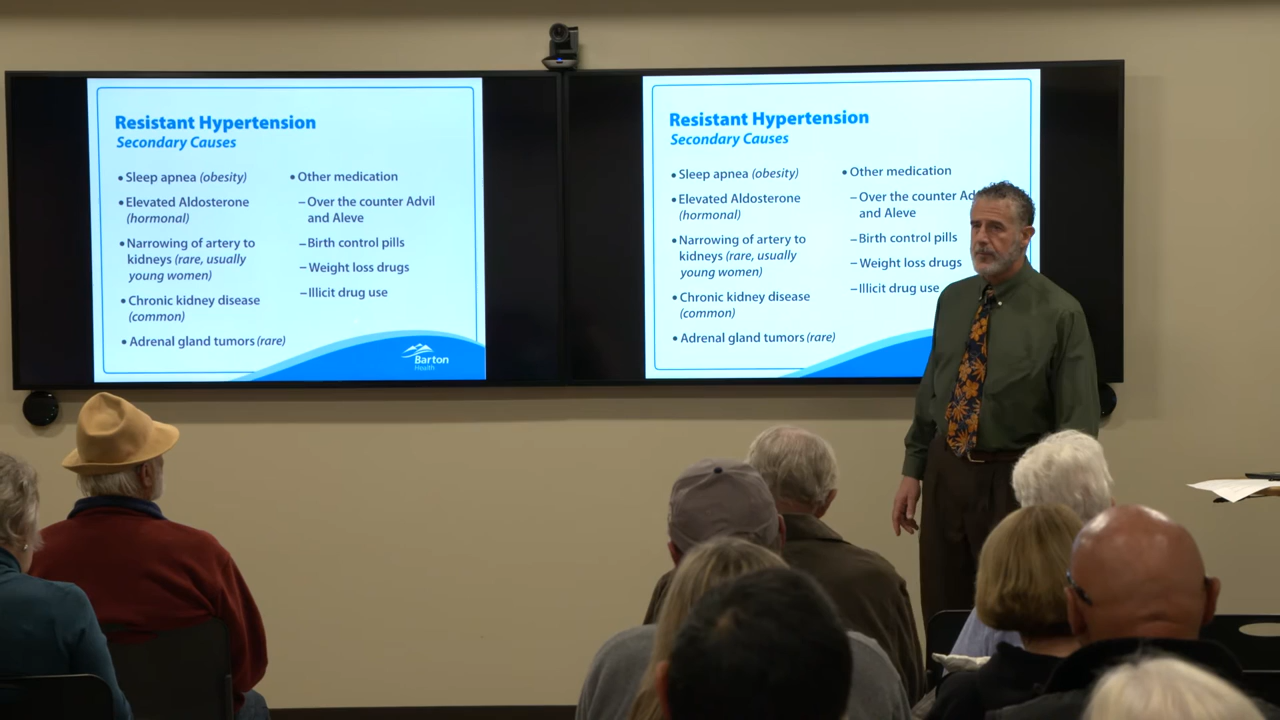 Resistant Hypertension
Secondary Causes
• Sleep apnea (obesity)
• Elevated Aldosterone
(hormonal)
• Narrowing of artery to
kidneys (rare, usually
young women)
• Chronic kidney disease
(common)
• Adrenal gland tumors (rare)
• Other medication
– Over the counter Advil
and Aleve
– Birth control pills
– Weight loss drugs
– Illicit drug use
Barton
Health
Resistant Hypertension
Secondary Causes
• Sleep apnea (obesity)
• Elevated Aldosterone
(hormonal)
• Narrowing of artery to
kidneys (rare, usually
young women)
• Chronic kidney disease
(common)
• Adrenal gland tumors (rare)
• Other medication
– Over the counter Ad
and Aleve
– Birth control pills
– Weight loss drugs
– Illicit drug use